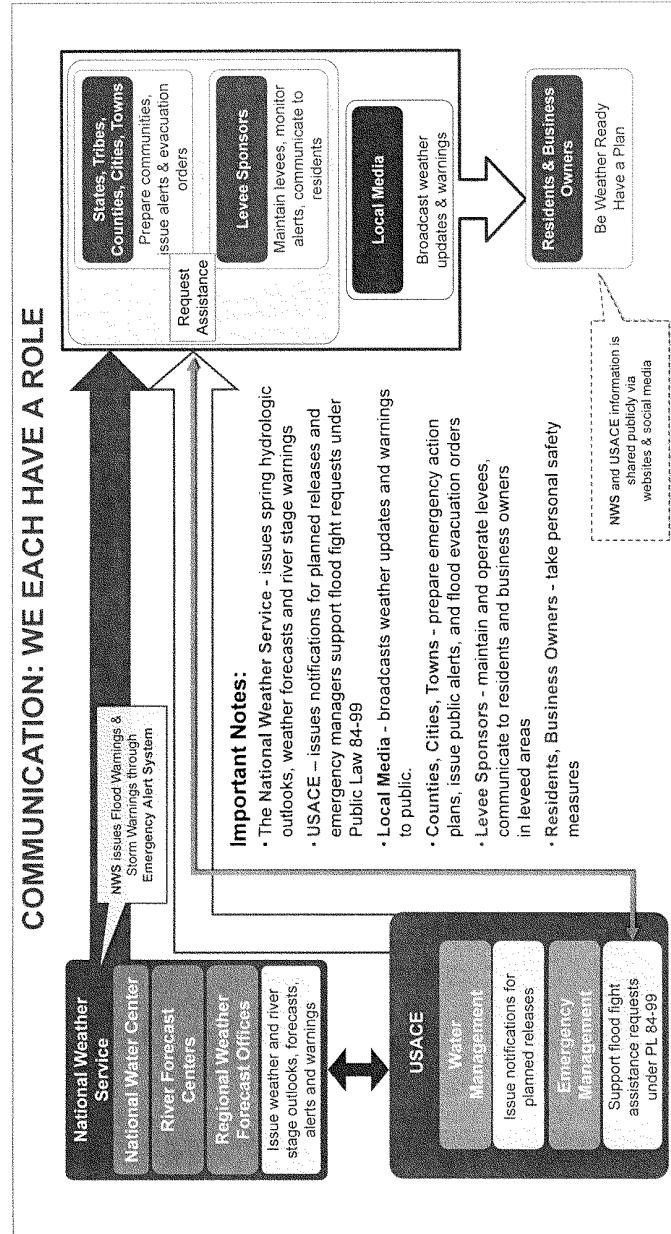 COMMUNICATION: WE EACH HAVE A ROLE
National Weather
Service
National Water Center
River Forecast
Centers
Regional Weather
Forecast Offices
Issue weather and river
stage outlooks, forecasts,
alerts and warnings
NWS issues Flood Warnings &
Storm Warnings through
Emergency Alert System
USACE
Water
Management
Issue notifications for
planned releases
Emergency
Management
Support flood fight
assistance requests
under PL 84-99
Important Notes:
• The National Weather Service - issues spring hydrologic
outlooks, weather forecasts and river stage warnings
• USACE – issues notifications for planned releases and
emergency managers support flood fight requests under
Public Law 84-99
• Local Media - broadcasts weather updates and warnings
to public.
• Counties, Cities, Towns - prepare emergency action
plans, issue public alerts, and flood evacuation orders
• Levee Sponsors - maintain and operate levees,
communicate to residents and business owners
in leveed areas
• Residents, Business Owners - take personal safety
measures
States, Tribes,
Counties, Cities, Towns
Prepare communities,
issue alerts & evacuation
orders
Request
Assistance
Levee Sponsors
Maintain levees, monitor
alerts, communicate to
residents
Local Media
Broadcast weather
updates & warnings
Residents & Business
Owners
Be Weather Ready
Have a Plan
NWS and USACE information is
shared publicly via
websites & social media